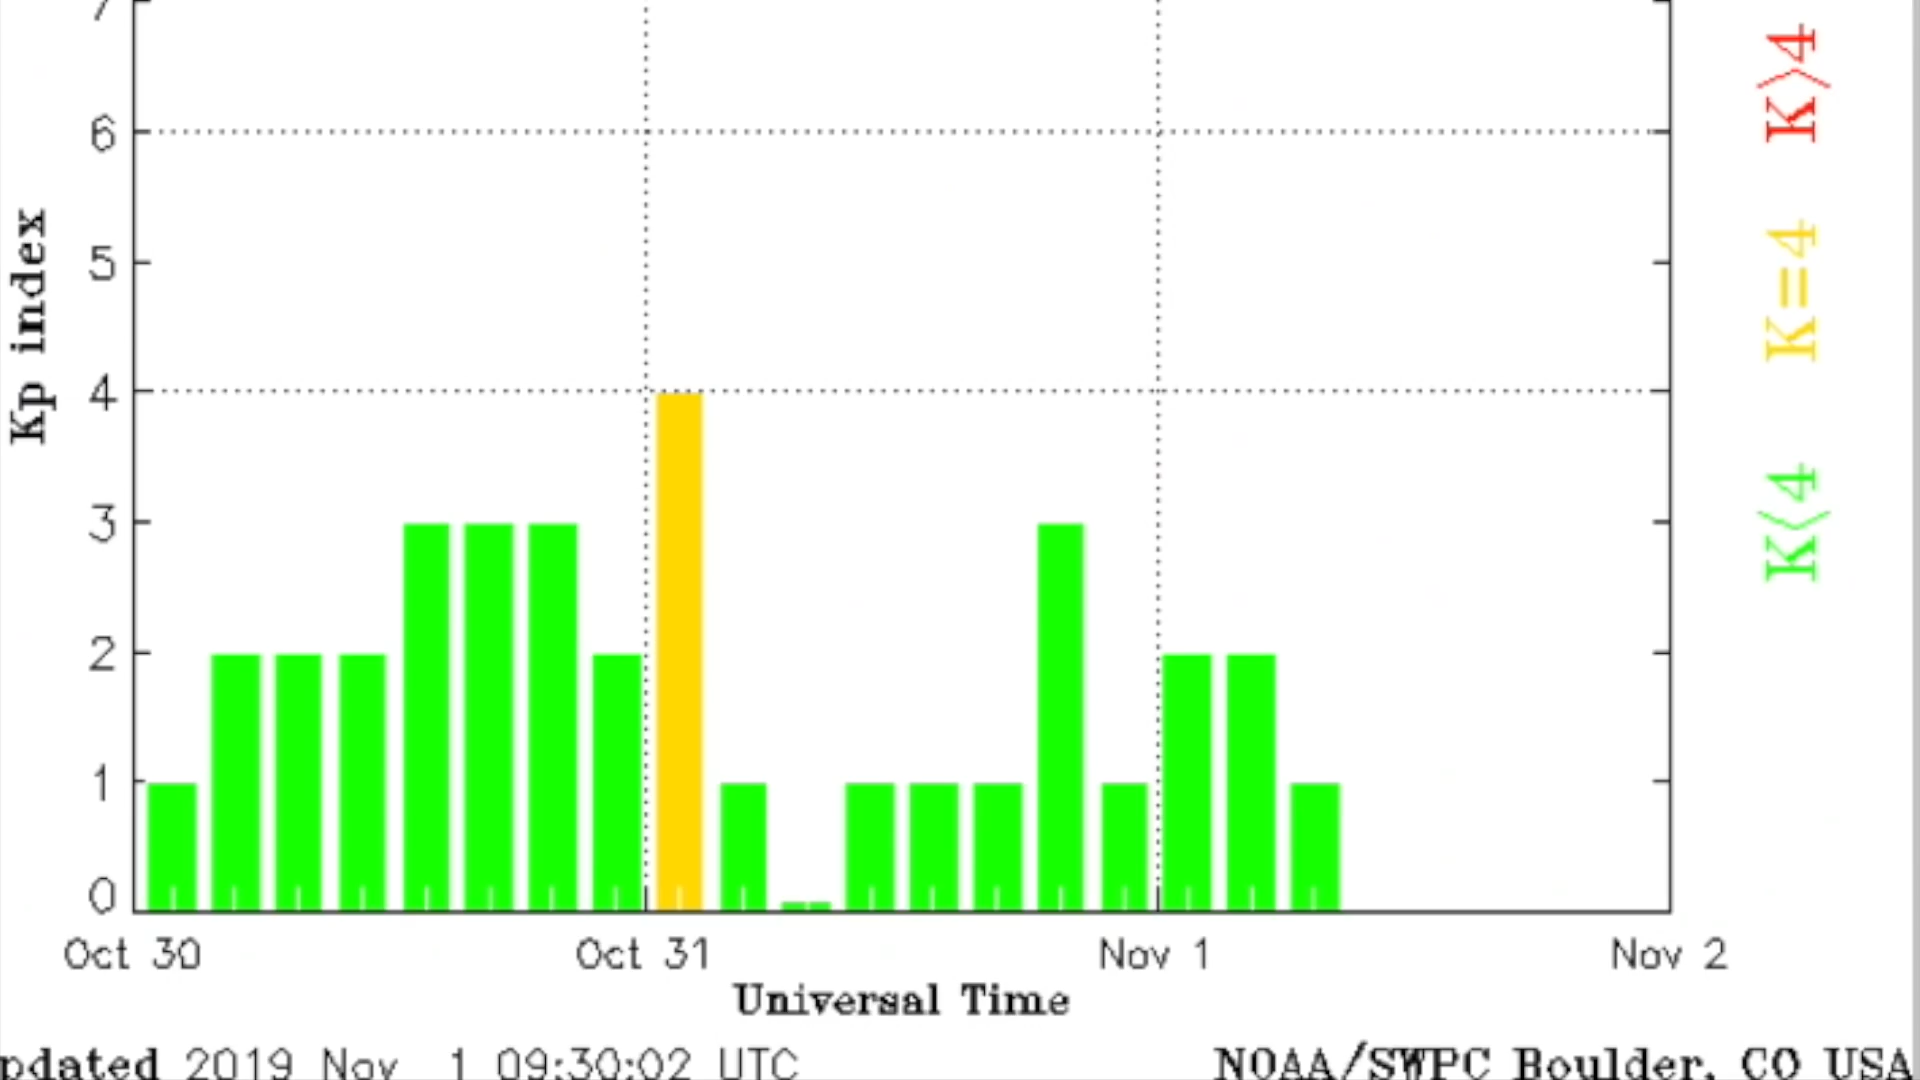 7
6
5
4
3
2
1
0
Kp index
K>4
K=4
K<4
Oct 30 Oct 31 Nov 1 Nov 2
Universal Time
pdated 2019 Nov 1 09:30:02 UTC NOAA/SWPC Boulder, CO USA